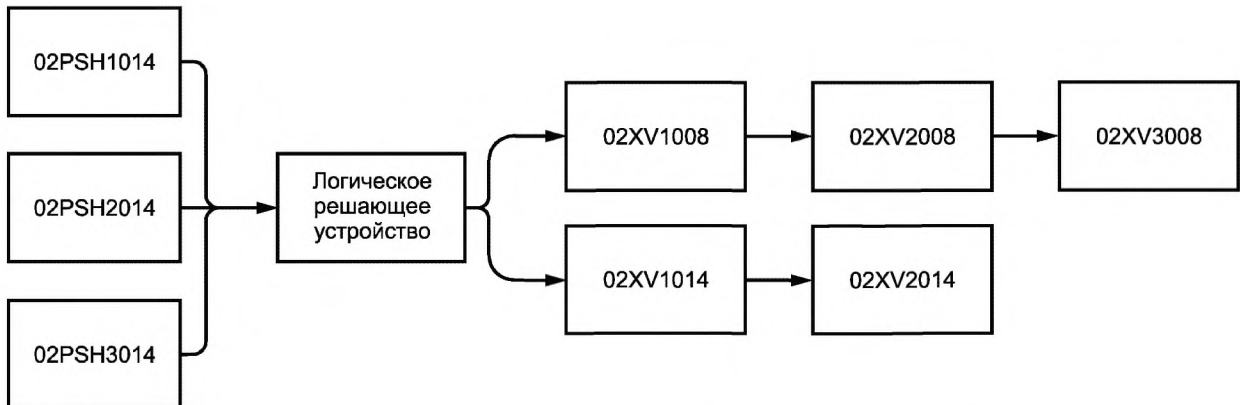 02PSH1014
02PSH2014
02PSH3014
Логическое
решающее
устройство
02XV1008
02XV2008
02XV3008
02XV1014
02XV2014